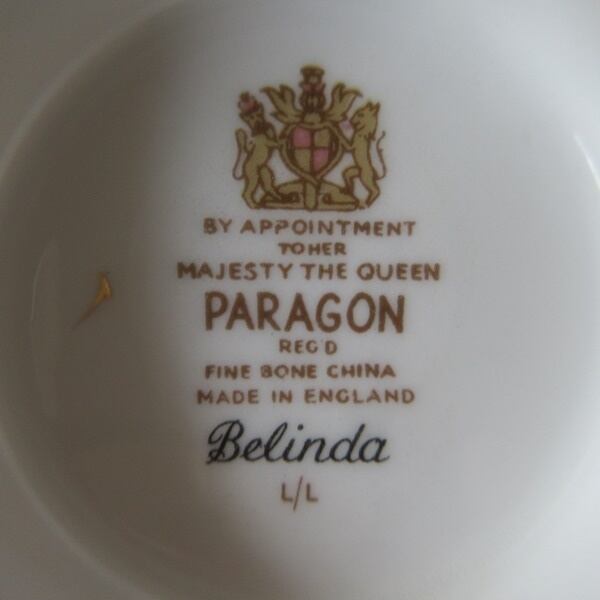 BY APPOINTMENT
TO HER
MAJESTY THE QUEEN
PARAGON
REG'D
FINE BONE CHINA
MADE IN ENGLAND
Belinda
L/L